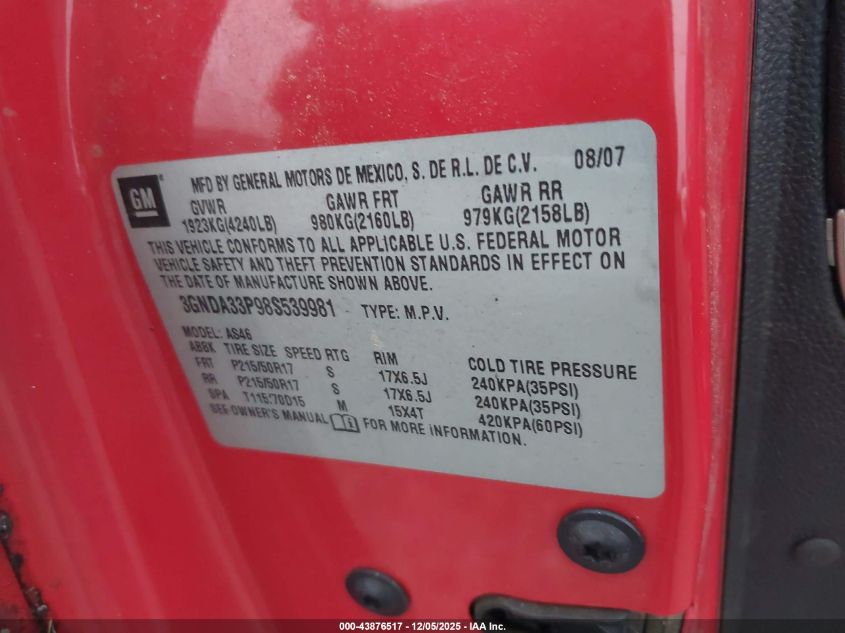 GM
MFD BY GENERAL MOTORS DE MEXICO, S. DE R.L. DE C.V. 08/07
GVWR GAWR FRT GAWR RR
1923KG(4240LB) 980KG(2160LB) 979KG(2158LB)
THIS VEHICLE CONFORMS TO ALL APPLICABLE U.S. FEDERAL MOTOR
VEHICLE SAFETY AND THEFT PREVENTION STANDARDS IN EFFECT ON
THE DATE OF MANUFACTURE SHOWN ABOVE.
3GNDA33P98S539981 TYPE: M.P.V.
MODEL: AS46
ABBK TIRE SIZE SPEED RTG RIM COLD TIRE PRESSURE
FRT P215/50R17 S 17X6.5J 240KPA(35PSI)
RR P215/50R17 S 17X6.5J 240KPA(35PSI)
SPA T115/70D15 M 15X4T 420KPA(60PSI)
SEE OWNER'S MANUAL FOR MORE INFORMATION.
000-43876517 - 12/05/2025 - IAA Inc.